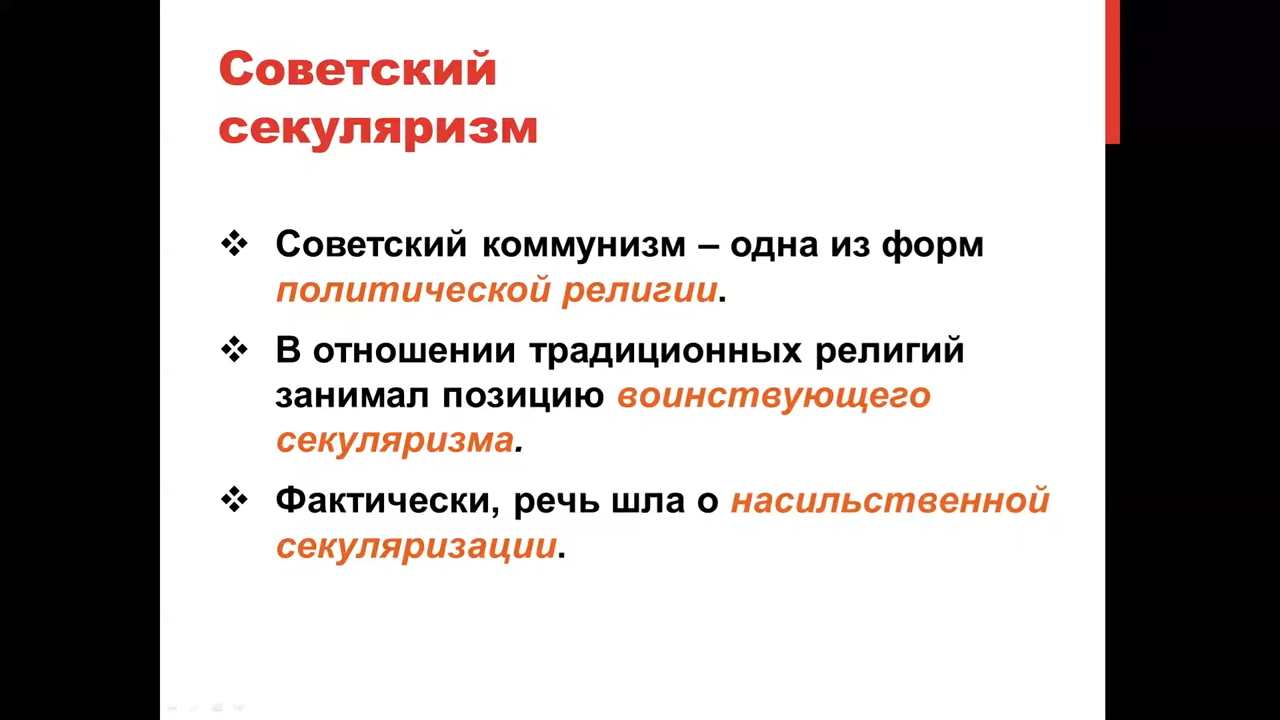 Советский
секуляризм
❖ Советский коммунизм – одна из форм
политической религии.
❖ В отношении традиционных религий
занимал позицию воинствующего
секуляризма.
❖ Фактически, речь шла о насильственной
секуляризации.